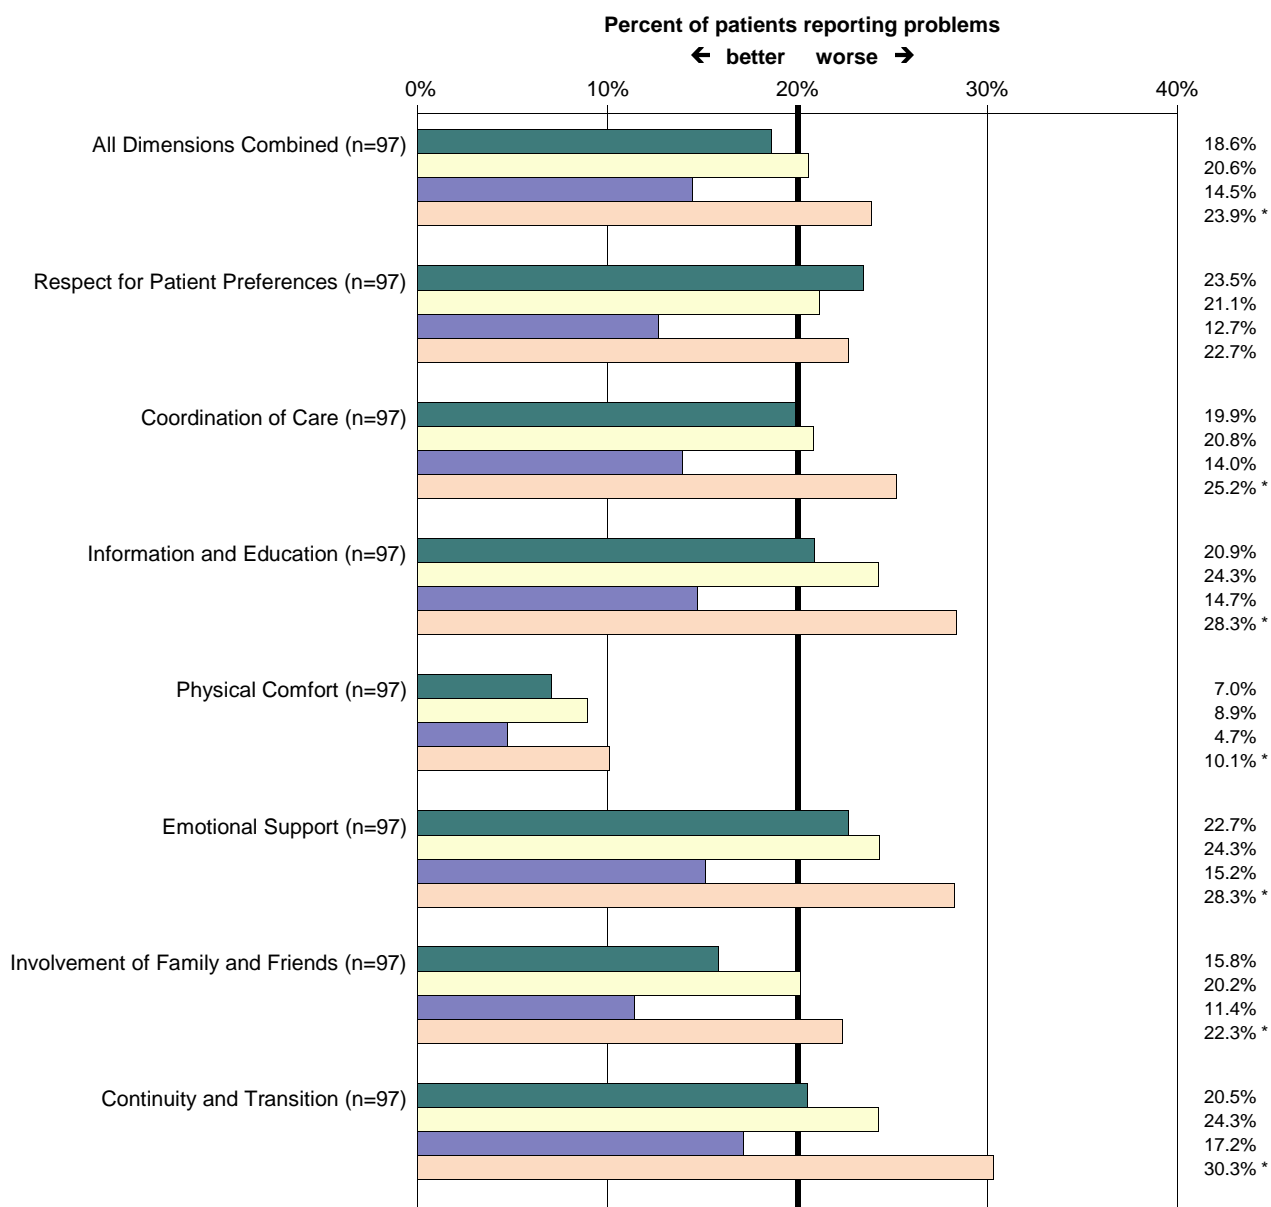 Percent of patients reporting problems
← better worse →
0% 10% 20% 30% 40%
All Dimensions Combined (n=97) 18.6%
20.6%
14.5%
23.9% *
Respect for Patient Preferences (n=97) 23.5%
21.1%
12.7%
22.7%
Coordination of Care (n=97) 19.9%
20.8%
14.0%
25.2% *
Information and Education (n=97) 20.9%
24.3%
14.7%
28.3% *
Physical Comfort (n=97) 7.0%
8.9%
4.7%
10.1% *
Emotional Support (n=97) 22.7%
24.3%
15.2%
28.3% *
Involvement of Family and Friends (n=97) 15.8%
20.2%
11.4%
22.3% *
Continuity and Transition (n=97) 20.5%
24.3%
17.2%
30.3% *